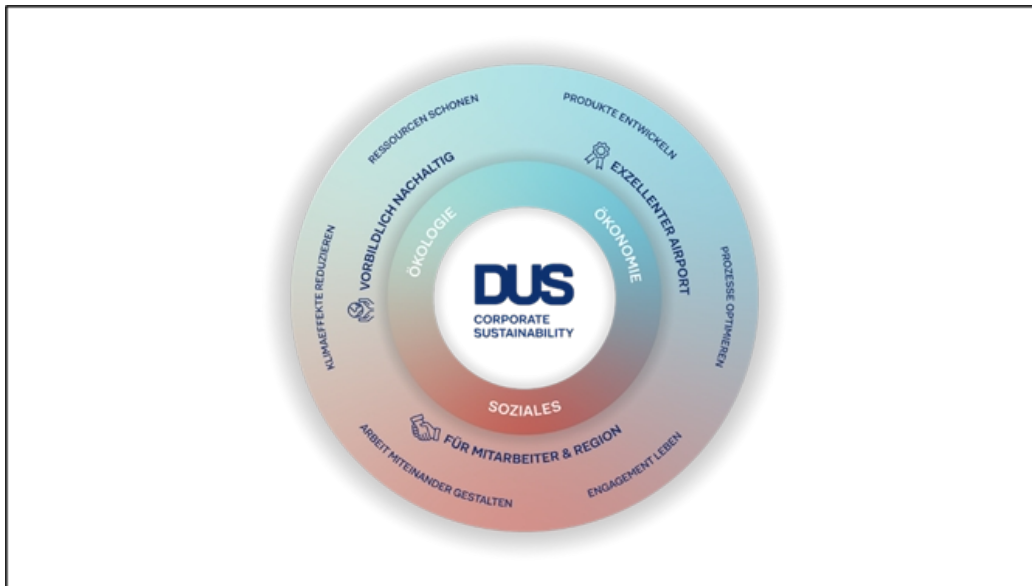 RESSOURCEN SCHONEN
PRODUKTE ENTWICKELN
VORBILDLICH NACHALTIG
EXZELLENTER AIRPORT
ÖKOLOGIE
ÖKONOMIE
KLIMAEFFEKTE REDUZIEREN
PROZESSE OPTIMIEREN
DUS
CORPORATE
SUSTAINABILITY
SOZIALES
FÜR MITARBEITER & REGION
ARBEIT MITEINANDER GESTALTEN
ENGAGEMENT LEBEN